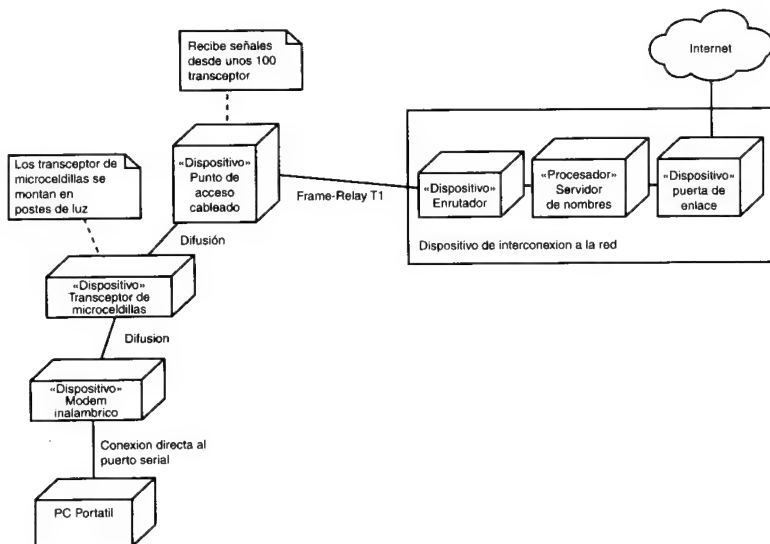 Recibe señales
desde unos 100
transceptor
Internet
Los transceptor de
microceldillas se
montan en
postes de luz
«Dispositivo»
Punto de
acceso
cableado
Frame-Relay T1
«Dispositivo»
Enrutador
«Procesador»
Servidor
de nombres
«Dispositivo»
puerta de
enlace
Dispositivo de interconexion a la red
Difusión
«Dispositivo»
Transceptor de
microceldillas
Difusion
«Dispositivo»
Modem
inalambrico
Conexion directa al
puerto serial
PC Portatil